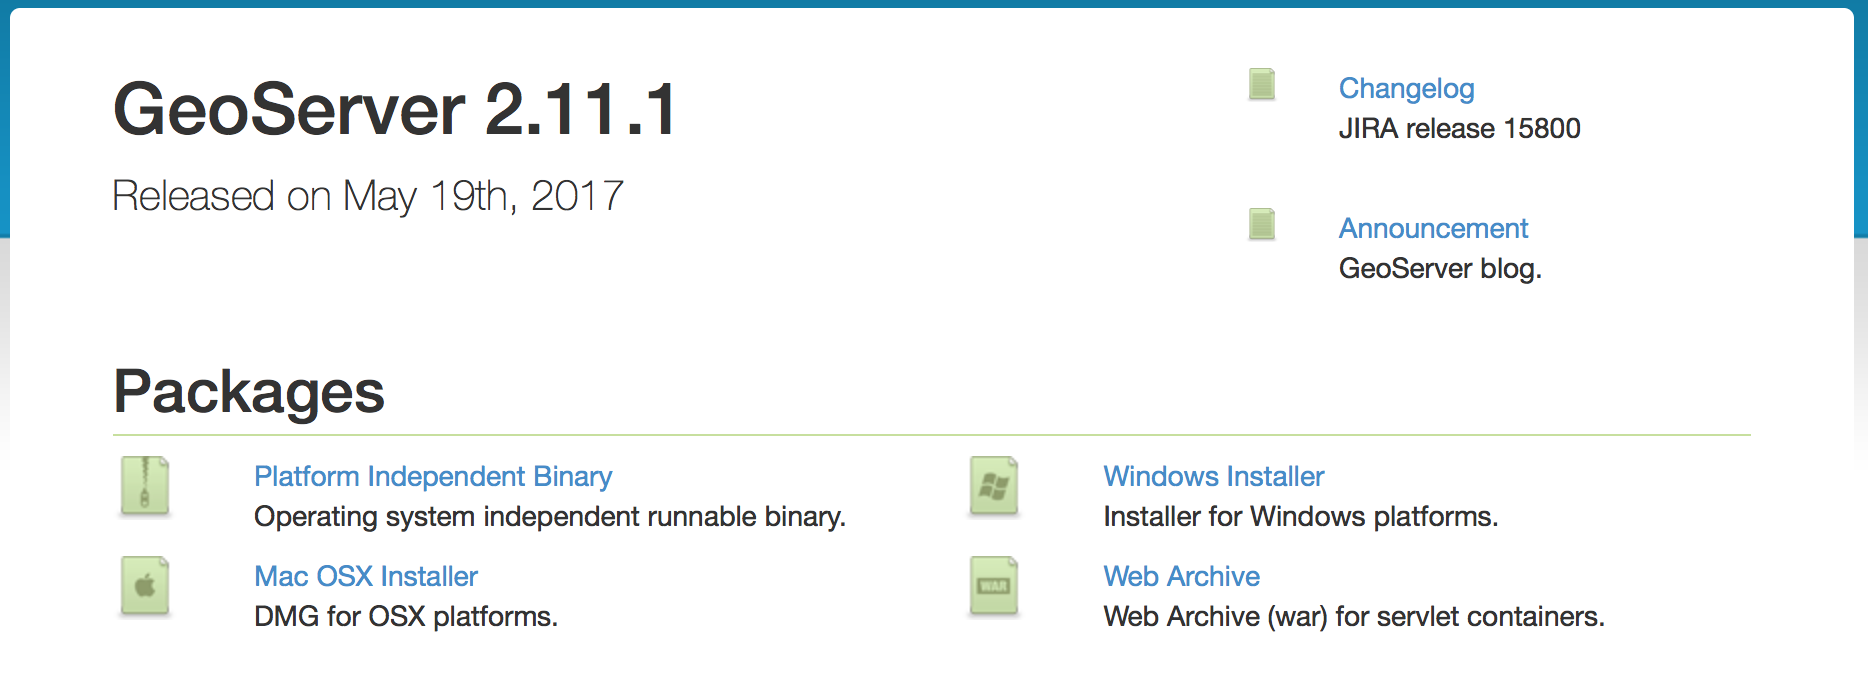 GeoServer 2.11.1
Released on May 19th, 2017
Changelog
JIRA release 15800
Announcement
GeoServer blog.
Packages
Platform Independent Binary
Operating system independent runnable binary.
Windows Installer
Installer for Windows platforms.
Mac OSX Installer
DMG for OSX platforms.
WAR
Web Archive
Web Archive (war) for servlet containers.